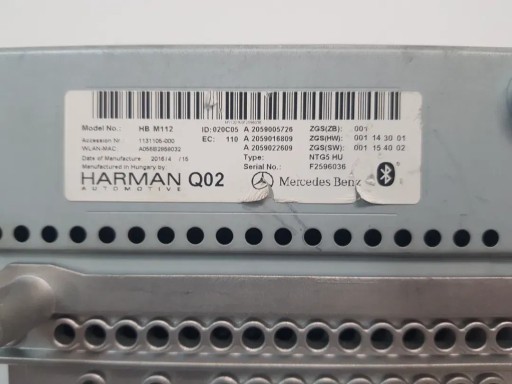 Model No.: HB M112 ID:020C05 A 2059005726 ZGS(ZB): 001
Accession Nr: 1131106-000 EC: 110 A 2059016809 ZGS(HW): 001 14 30 01
WLAN-MAC: A056B2868032 A 2059022609 ZGS(SW): 001 15 40 02
Date of Manufacture: 2016/4 /15 Type: NTG5 HU
Manufactured in Hungary by Serial No.: F2596036
HARMAN Q02 Mercedes Benz
AUTOMOTIVE